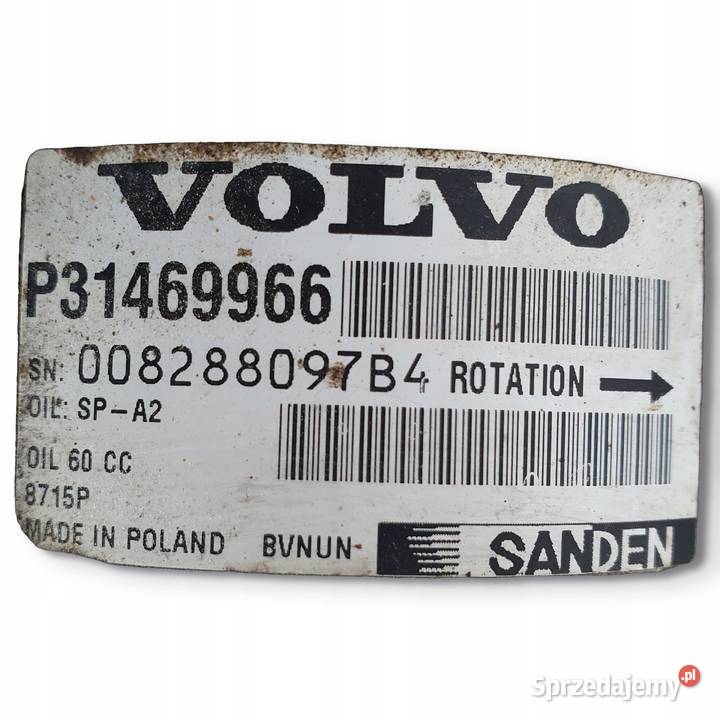 VOLVO
P31469966
SN: 008288097B4 ROTATION →
OIL: SP-A2
OIL 60 CC
8715P
MADE IN POLAND BVNUN SANDEN
Sprzedajemy.pl